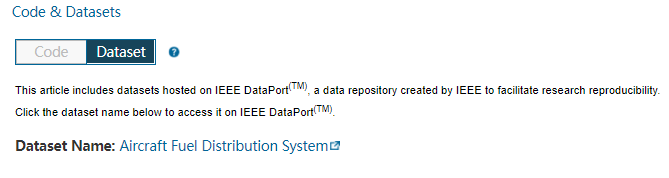 Code & Datasets
Code Dataset ?
This article includes datasets hosted on IEEE DataPort(TM), a data repository created by IEEE to facilitate research reproducibility.
Click the dataset name below to access it on IEEE DataPort(TM).
Dataset Name: Aircraft Fuel Distribution System